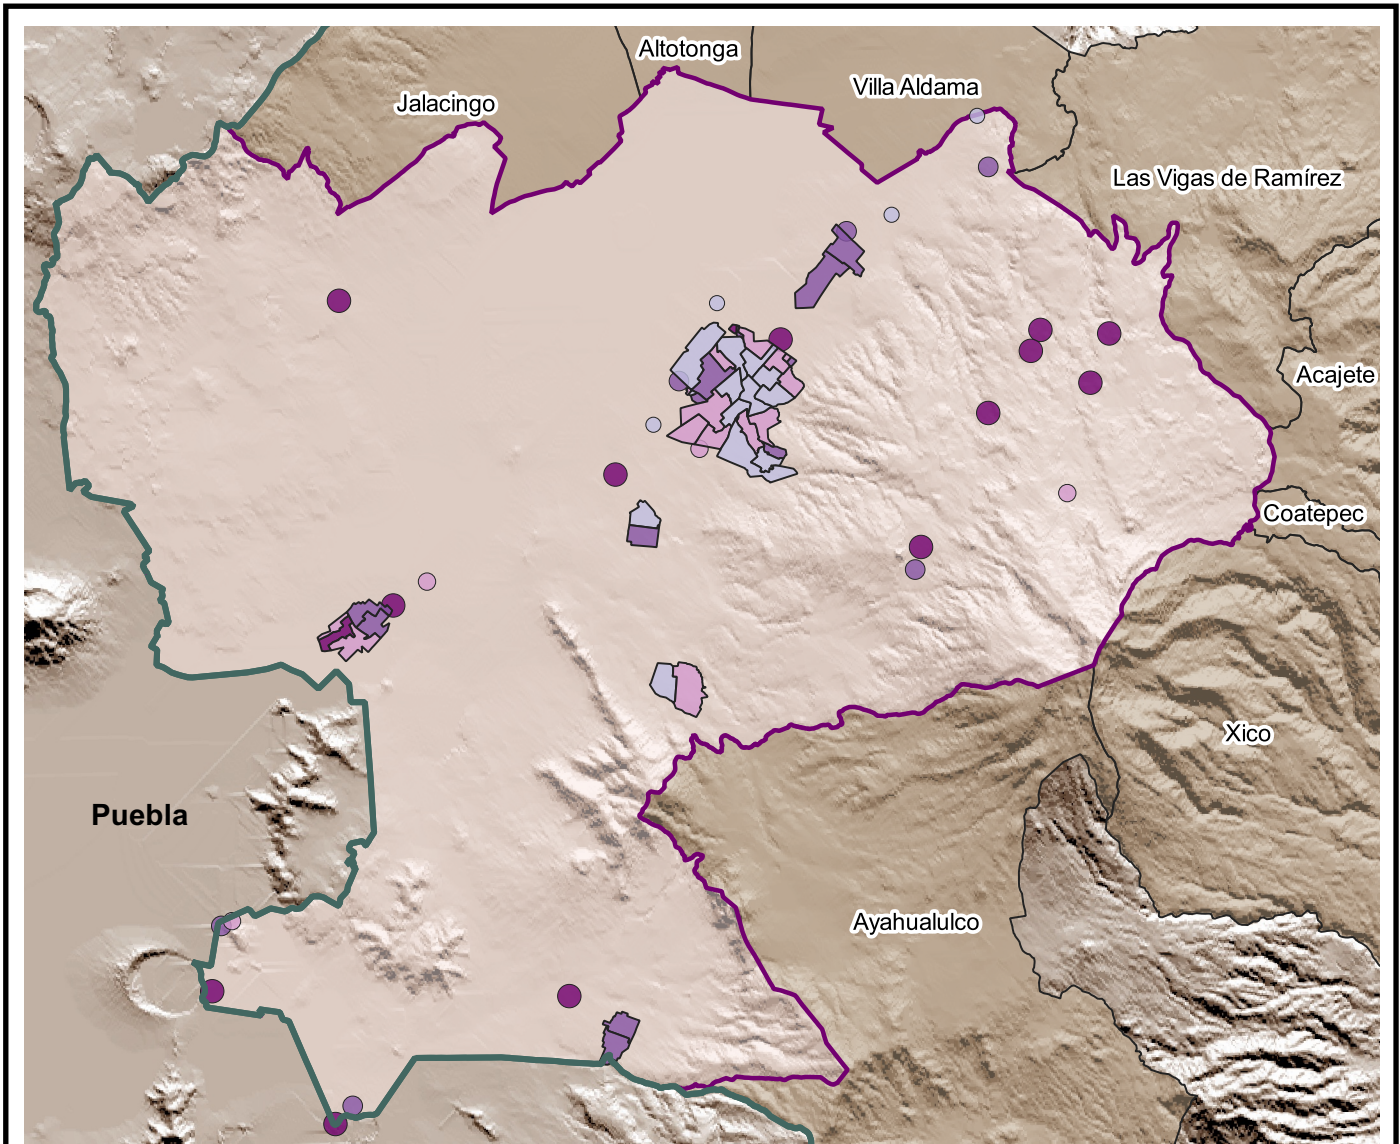 Altotonga
Villa Aldama
Jalacingo
Las Vigas de Ramírez
Acajete
Coatepec
Xico
Puebla
Ayahualulco